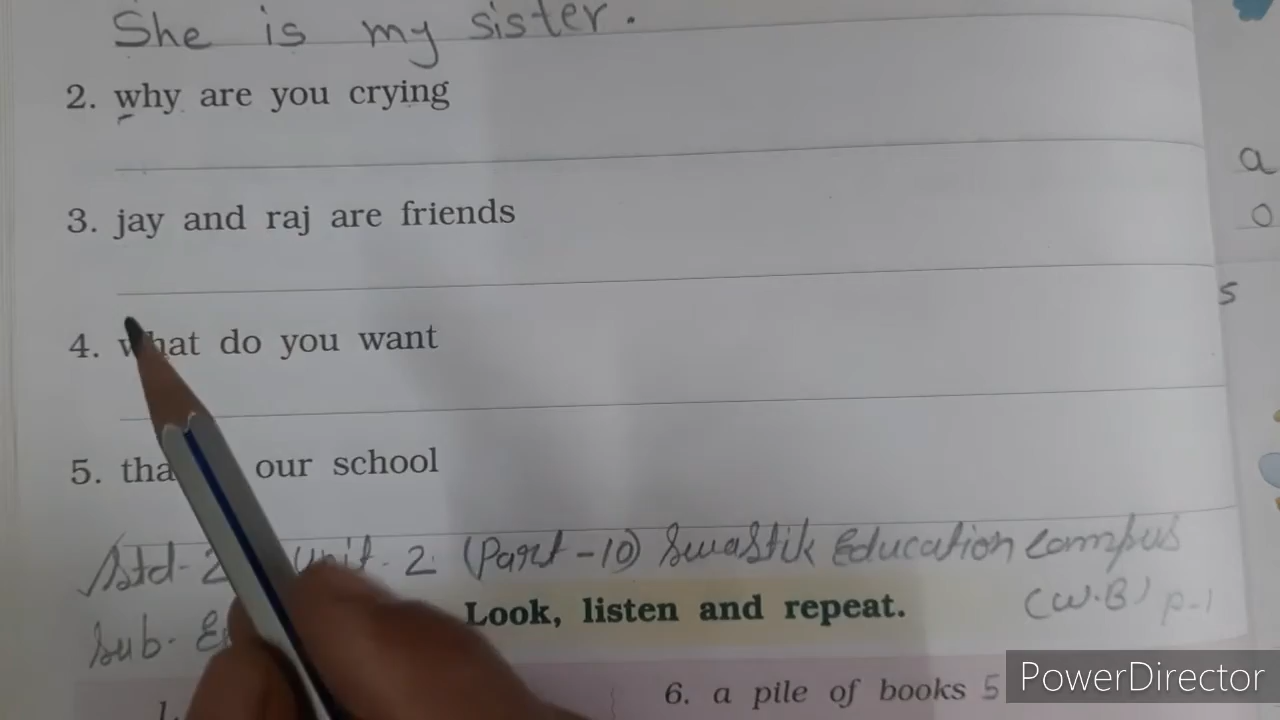 She is my sister.
2. why are you crying
a
3. jay and raj are friends
o
s
4. what do you want
5. our school
Std-2 Unit-2 (Part-10) Swastik Education Campus
(W.B) p-1
Look, listen and repeat.
Sub-
1.
6. a pile of books 5
PowerDirector